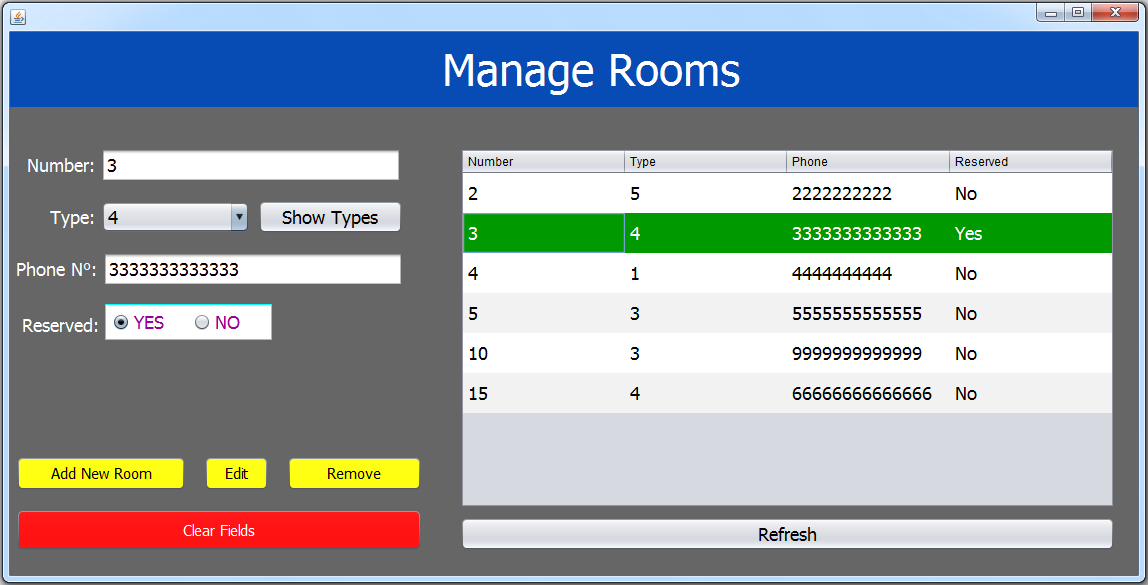 Manage Rooms
Number: 3
Type: 4 Show Types
Phone Nº: 3333333333333
Reserved: YES NO
Add New Room Edit Remove
Clear Fields
Number Type Phone Reserved
2 5 2222222222 No
3 4 3333333333333 Yes
4 1 4444444444 No
5 3 5555555555555 No
10 3 9999999999999 No
15 4 66666666666666 No
Refresh